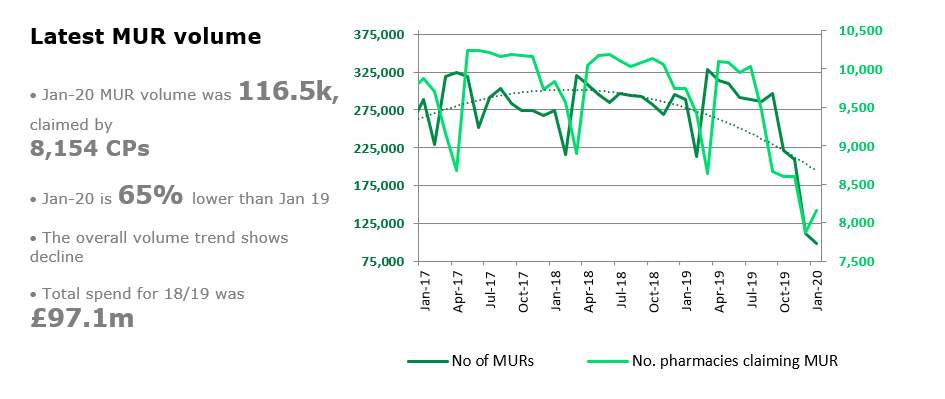 Latest MUR volume
• Jan-20 MUR volume was 116.5k,
claimed by
8,154 CPs
• Jan-20 is 65% lower than Jan 19
• The overall volume trend shows
decline
• Total spend for 18/19 was
£97.1m
375,000
325,000
275,000
225,000
175,000
125,000
75,000
10,500
10,000
9,500
9,000
8,500
8,000
7,500
Jan-17
Apr-17
Jul-17
Oct-17
Jan-18
Apr-18
Jul-18
Oct-18
Jan-19
Apr-19
Jul-19
Oct-19
Jan-20
No of MURs
No. pharmacies claiming MUR